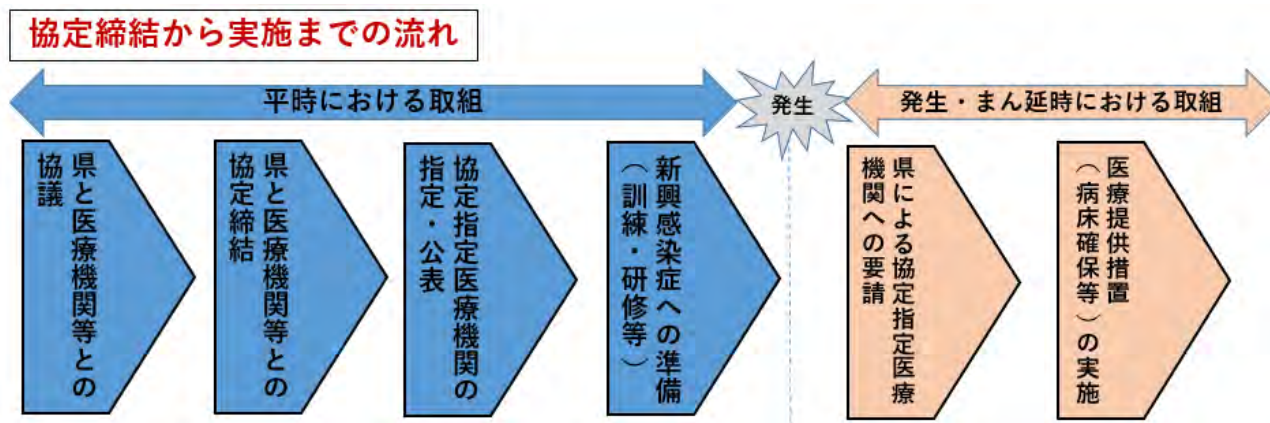 協定締結から実施までの流れ
平時における取組
発生
発生・まん延時における取組
県と医療機関等との
協議
県と医療機関等との
協定締結
協定指定医療機関の
指定・公表
新興感染症への準備
（訓練・研修等）
県による協定指定医療
機関への要請
医療提供措置
（病床確保等）の実施